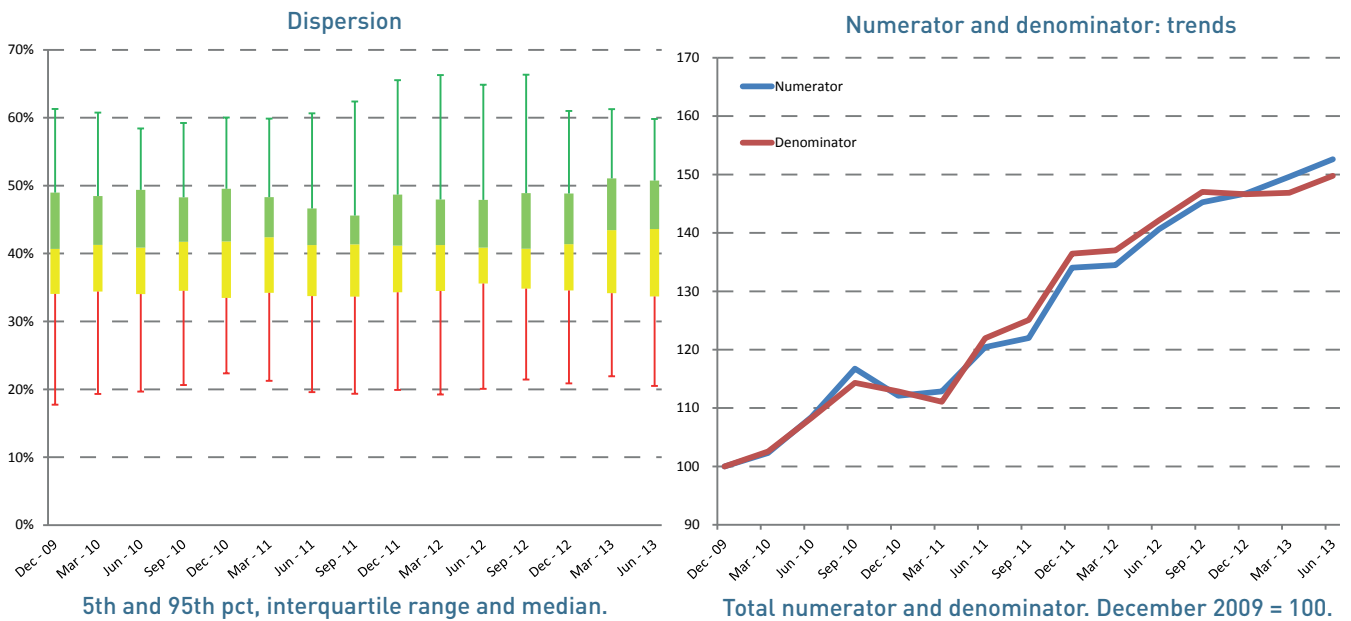 Dispersion
70%
60%
50%
40%
30%
20%
10%
0%
Dec - 09
Mar - 10
Jun - 10
Sep - 10
Dec - 10
Mar - 11
Jun - 11
Sep - 11
Dec - 11
Mar - 12
Jun - 12
Sep - 12
Dec - 12
Mar - 13
Jun - 13
5th and 95th pct, interquartile range and median.
Numerator and denominator: trends
170
160
150
140
130
120
110
100
90
Numerator
Denominator
Dec - 09
Mar - 10
Jun - 10
Sep - 10
Dec - 10
Mar - 11
Jun - 11
Sep - 11
Dec - 11
Mar - 12
Jun - 12
Sep - 12
Dec - 12
Mar - 13
Jun - 13
Total numerator and denominator. December 2009 = 100.